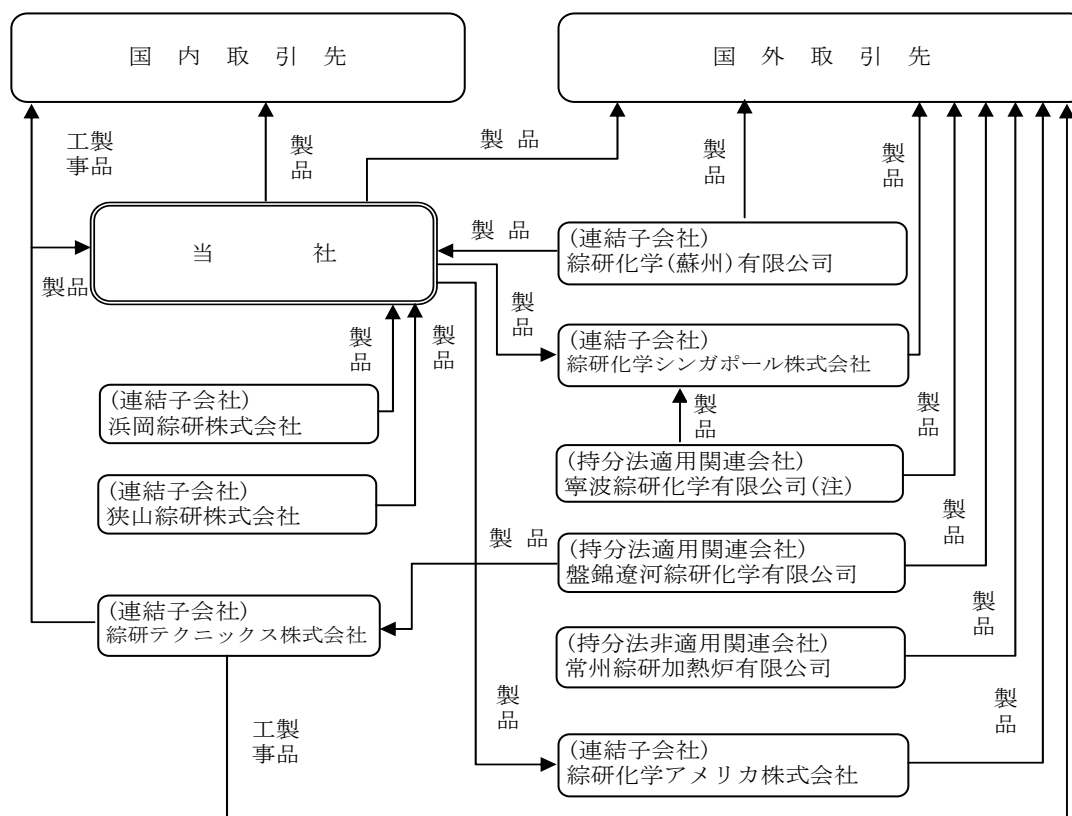 国内取引先
国外取引先
製品
工事
製品
製品
製品
製品
製品
当社
製品
(連結子会社)
綜研化学(蘇州)有限公司
製品
製品
製品
製品
(連結子会社)
綜研化学シンガポール株式会社
製品
製品
(連結子会社)
浜岡綜研株式会社
(持分法適用関連会社)
寧波綜研化学有限公司(注)
(連結子会社)
狭山綜研株式会社
製品
製品
(持分法適用関連会社)
盤錦遼河綜研化学有限公司
(連結子会社)
綜研テクニックス株式会社
製品
(持分法非適用関連会社)
常州綜研加熱炉有限公司
製品
製品
製品
工事
(連結子会社)
綜研化学アメリカ株式会社